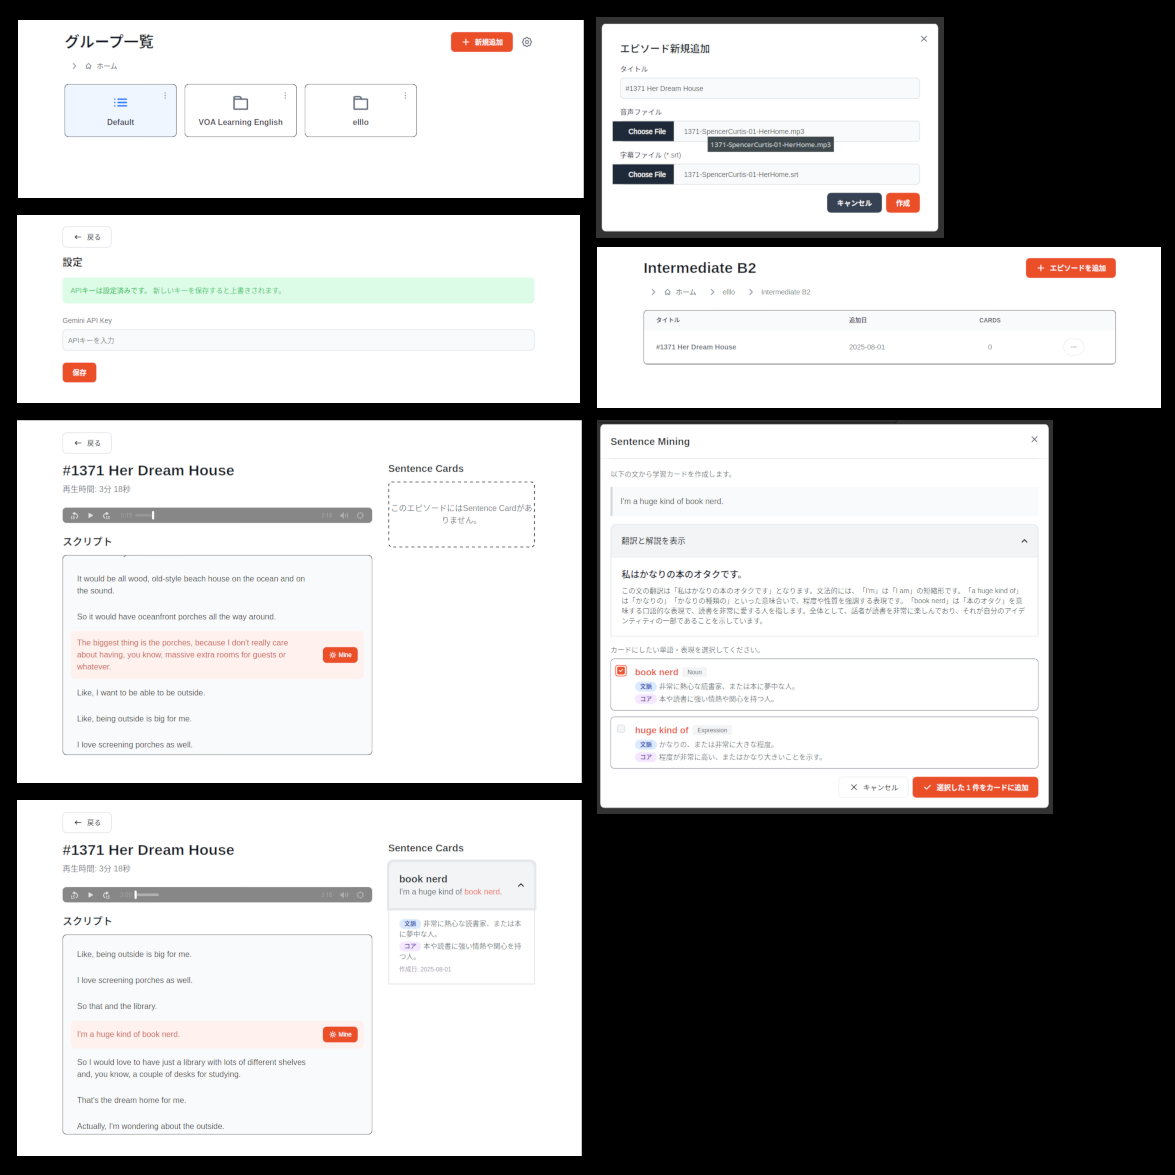 グループ一覧
＋ 新規追加
ホーム
Default
VOA Learning English
elllo
エピソード新規追加
タイトル
#1371 Her Dream House
音声ファイル
Choose File 1371-SpencerCurtis-01-HerHome.mp3
1371-SpencerCurtis-01-HerHome.mp3
字幕ファイル (*.srt)
Choose File 1371-SpencerCurtis-01-HerHome.srt
キャンセル 作成
← 戻る
設定
APIキーは設定済みです。 新しいキーを保存すると上書きされます。
Gemini API Key
APIキーを入力
保存
Intermediate B2
＋ エピソードを追加
ホーム > elllo > Intermediate B2
タイトル 追加日 CARDS
#1371 Her Dream House 2025-08-01 0
← 戻る
#1371 Her Dream House
再生時間: 3分 18秒
スクリプト
It would be all wood, old-style beach house on the ocean and on
the sound.
So it would have oceanfront porches all the way around.
The biggest thing is the porches, because I don't really care
about having, you know, massive extra rooms for guests or
whatever.
Mine
Like, I want to be able to be outside.
Like, being outside is big for me.
I love screening porches as well.
Sentence Cards
このエピソードにはSentence Cardがあ
りません。
Sentence Mining
以下の文から学習カードを作成します。
I'm a huge kind of book nerd.
翻訳と解説を表示
私はかなりの本のオタクです。
この文の翻訳は「私はかなりの本のオタクです」となります。文法的には、「I'm」は「I am」の短縮形です。「a huge kind of」
は「かなりの」「かなりの種類の」といった意味合いで、程度や性質を強調する表現です。「book nerd」は「本のオタク」を意
味する口語的な表現で、読書を非常に愛する人を指します。全体として、話者が読書を非常に楽しんでおり、それが自分のアイデ
ンティティの一部であることを示しています。
カードにしたい単語・表現を選択してください。
book nerd Noun
文脈 非常に熱心な読書家、または本に夢中な人。
コア 本や読書に強い情熱や関心を持つ人。
huge kind of Expression
文脈 かなりの、または非常に大きな程度。
コア 程度が非常に高い、またはかなり大きいことを示す。
キャンセル 選択した 1 件をカードに追加
← 戻る
#1371 Her Dream House
再生時間: 3分 18秒
スクリプト
Like, being outside is big for me.
I love screening porches as well.
So that and the library.
I'm a huge kind of book nerd.
Mine
So I would love to have just a library with lots of different shelves
and, you know, a couple of desks for studying.
That's the dream home for me.
Actually, I'm wondering about the outside.
Sentence Cards
book nerd
I'm a huge kind of book nerd.
文脈 非常に熱心な読書家、または本
に夢中な人。
コア 本や読書に強い情熱や関心を持
つ人。
作成日: 2025-08-01